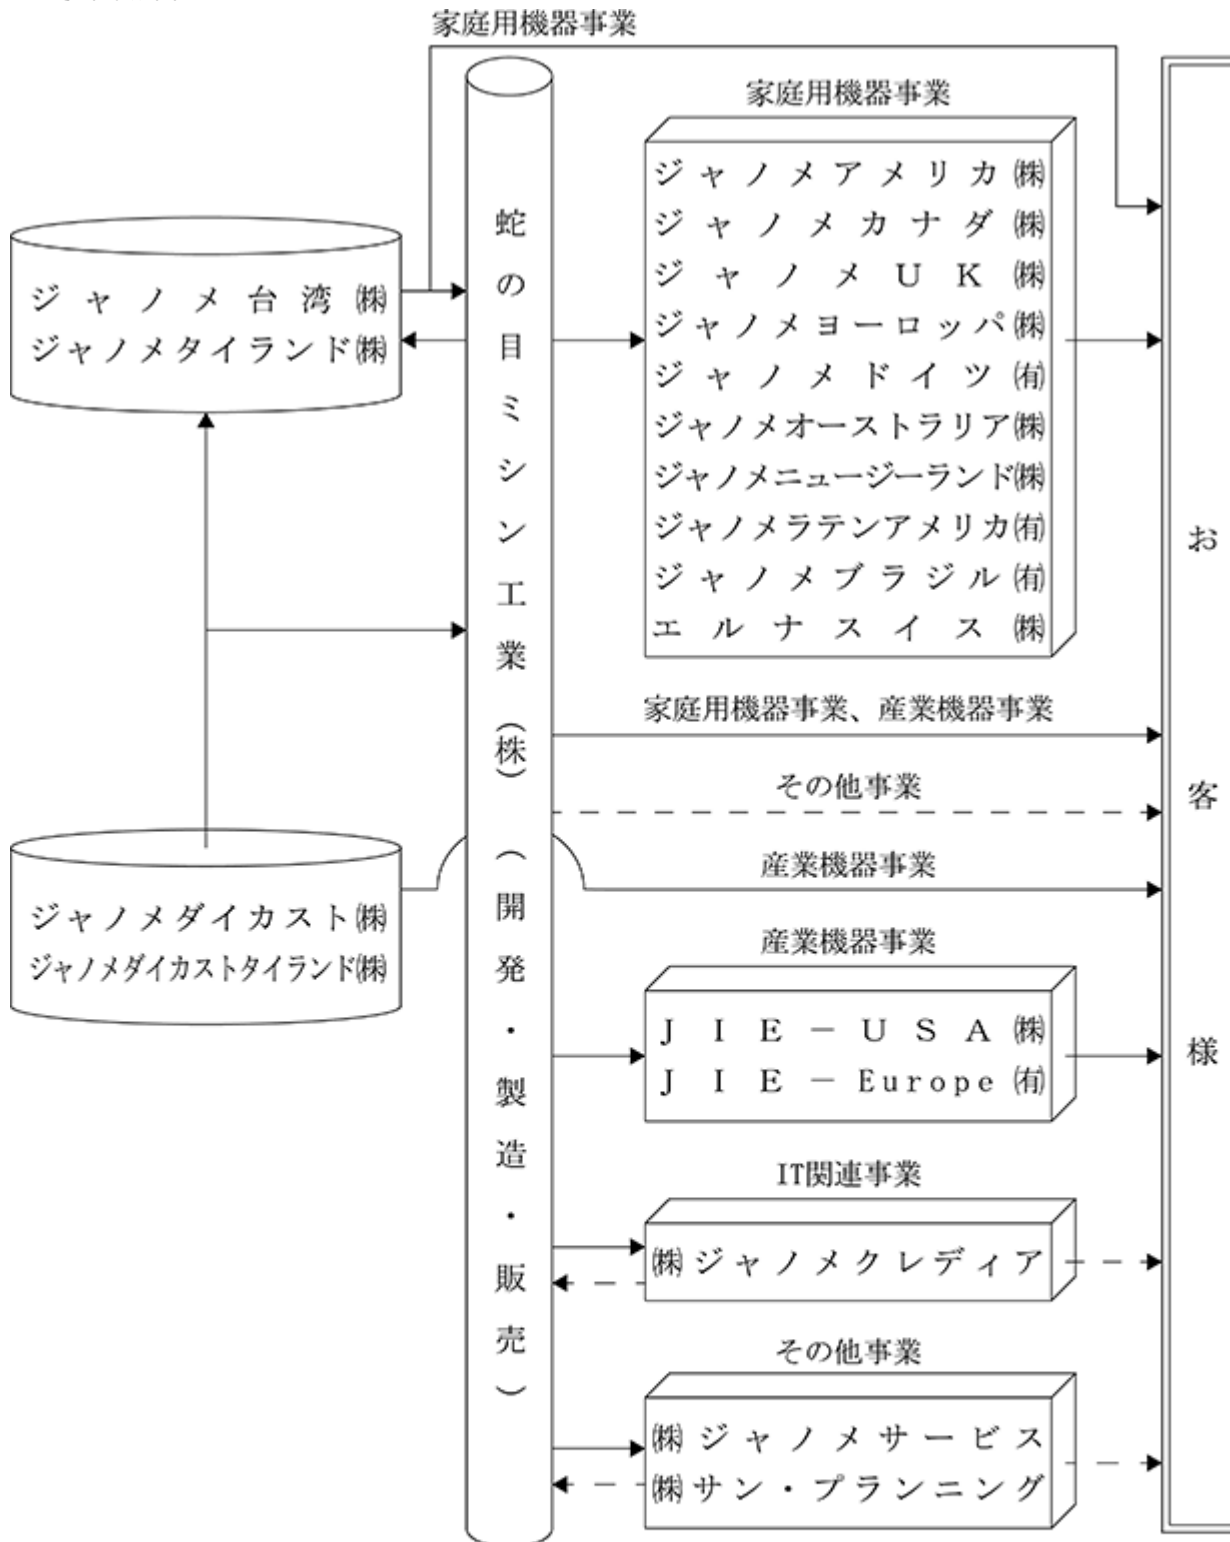 家庭用機器事業
家庭用機器事業
ジャノメアメリカ㈱
ジャノメカナダ㈱
ジャノメUK㈱
ジャノメヨーロッパ㈱
ジャノメドイツ㈲
ジャノメオーストラリア㈱
ジャノメニュージーランド㈱
ジャノメラテンアメリカ㈲
ジャノメブラジル㈲
エルナスイス㈱
ジャノメ台湾㈱
ジャノメタイランド㈱
蛇の目ミシン工業(株)(開発・製造・販売)
家庭用機器事業、産業機器事業
その他事業
産業機器事業
ジャノメダイカスト㈱
ジャノメダイカストタイランド㈱
産業機器事業
JIE－USA㈱
JIE－Europe㈲
IT関連事業
㈱ジャノメクレディア
その他事業
㈱ジャノメサービス
㈱サン・プランニング
お客様